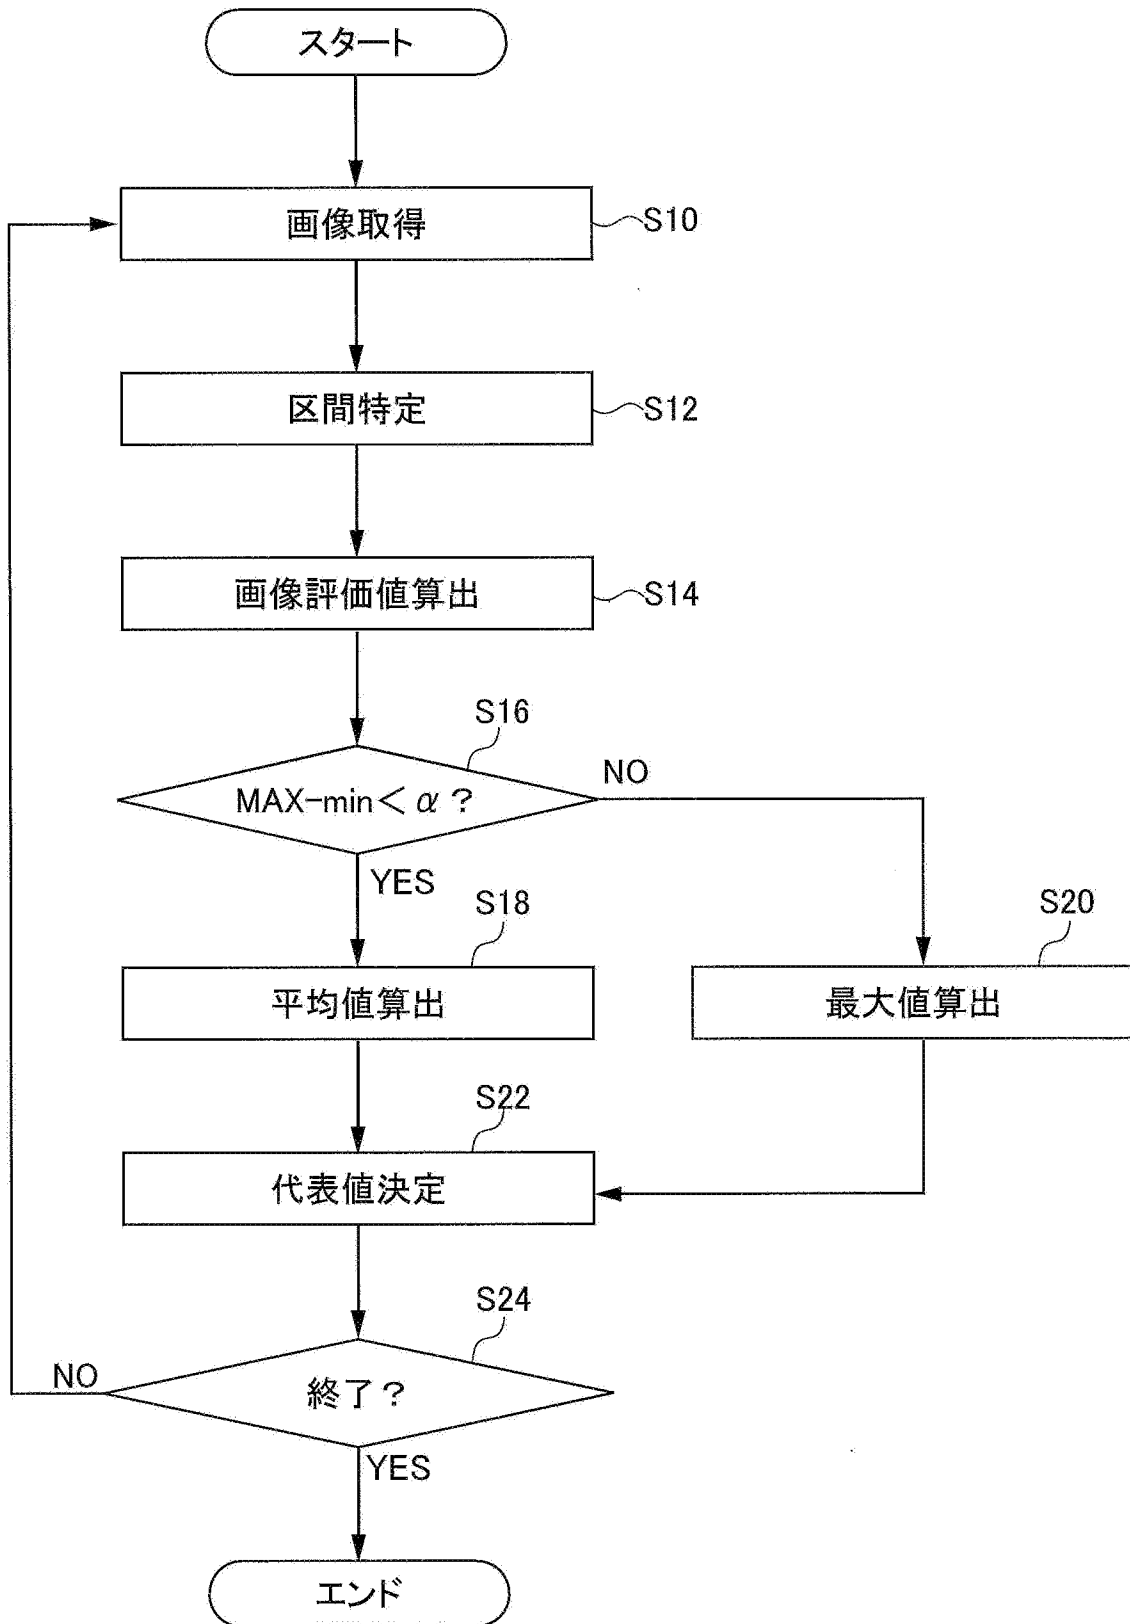 スタート
画像取得
S10
区間特定
S12
画像評価値算出
S14
S16
MAX-min＜α？
NO
YES
S18
平均値算出
S20
最大値算出
S22
代表値決定
S24
終了？
NO
YES
エンド